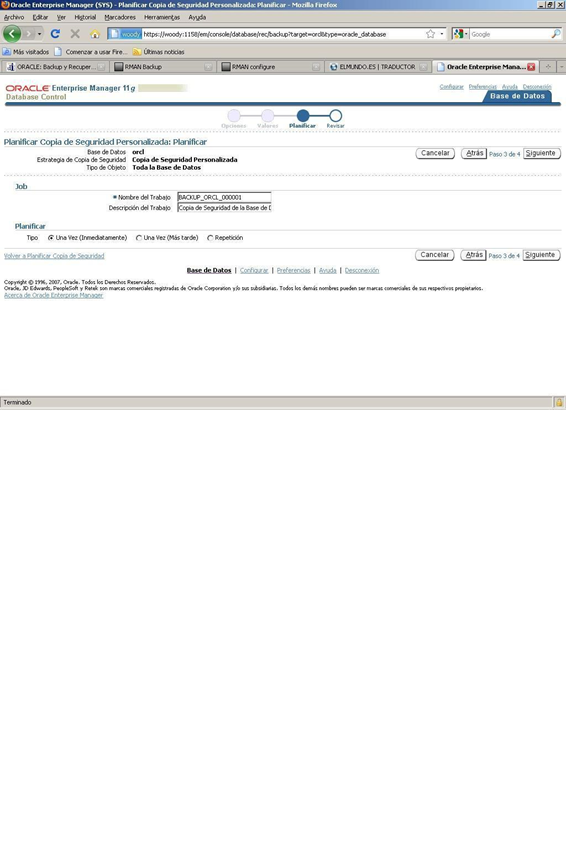 Oracle Enterprise Manager (SYS) - Planificar Copia de Seguridad Personalizada: Planificar - Mozilla Firefox
Archivo Editar Ver Historial Marcadores Herramientas Ayuda
woody https://woody:1158/em/console/database/rec/backup?target=orcl&type=oracle_database
Google
Más visitados Comenzar a usar Fire... Últimas noticias
ORACLE: Backup y Recuper... RMAN Backup RMAN configure ELMUNDO.ES | TRADUCTOR Oracle Enterprise Mana...
ORACLE Enterprise Manager 11g
Database Control
Configurar Preferencias Ayuda Desconexión
Base de Datos
Opciones Valores Planificar Revisar
Planificar Copia de Seguridad Personalizada: Planificar
Base de Datos orcl
Estrategia de Copia de Seguridad Copia de Seguridad Personalizada
Tipo de Objeto Toda la Base de Datos
Cancelar Atrás Paso 3 de 4 Siguiente
Job
* Nombre del Trabajo BACKUP_ORCL_000001
Descripción del Trabajo Copia de Seguridad de la Base de D
Planificar
Tipo Una Vez (Inmediatamente) Una Vez (Más tarde) Repetición
Volver a Planificar Copia de Seguridad
Cancelar Atrás Paso 3 de 4 Siguiente
Base de Datos | Configurar | Preferencias | Ayuda | Desconexión
Copyright © 1996, 2007, Oracle. Todos los Derechos Reservados.
Oracle, JD Edwards, PeopleSoft y Retek son marcas comerciales registradas de Oracle Corporation y/o sus subsidiarias. Todos los demás nombres pueden ser marcas comerciales de sus respectivos propietarios.
Acerca de Oracle Enterprise Manager
Terminado